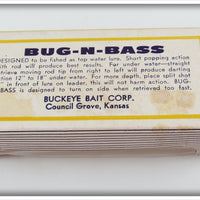 BUG-N-BASS
DESIGNED to be fished as top water lure. Short popping action
with rod will produce best results. For under water—straight
retrieve moving rod tip from right to left will produce darting
action 12" to 18" under water. For more depth, place split shot
" in front of lure or leader, this will not harm action. BUG-
BASS is designed to turn on side when retrieved too fast.
BUCKEYE BAIT CORP.
Council Grove, Kansas